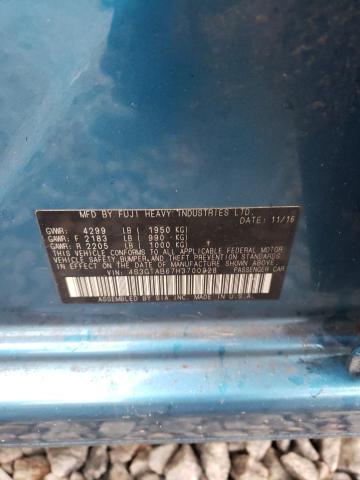 MFD BY FUJI HEAVY INDUSTRIES LTD.
DATE: 11/16
GVWR: 4299 LB ( 1950 KG)
GAWR: F 2183 LB ( 990 KG)
GAWR: R 2205 LB ( 1000 KG)
THIS VEHICLE CONFORMS TO ALL APPLICABLE FEDERAL MOTOR
VEHICLE SAFETY, BUMPER, AND THEFT PREVENTION STANDARDS
IN EFFECT ON THE DATE OF MANUFACTURE SHOWN ABOVE.
VIN: 4S3GTAB67H3700928
PASSENGER CAR
ASSEMBLED BY SIA INC. MADE IN U.S.A.